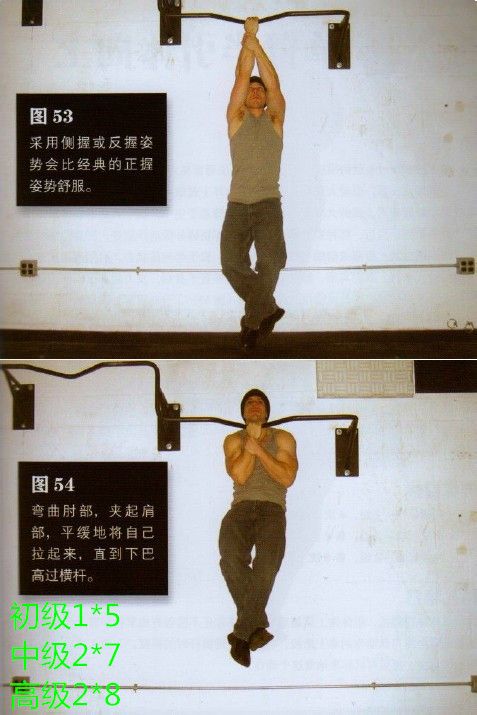 图 53
采用侧握或反握姿
势会比经典的正握
姿势舒服。
图 54
弯曲肘部，夹起肩
部，平缓地将自己
拉起来，直到下巴
高过横杆。
初级1*5
中级2*7
高级2*8